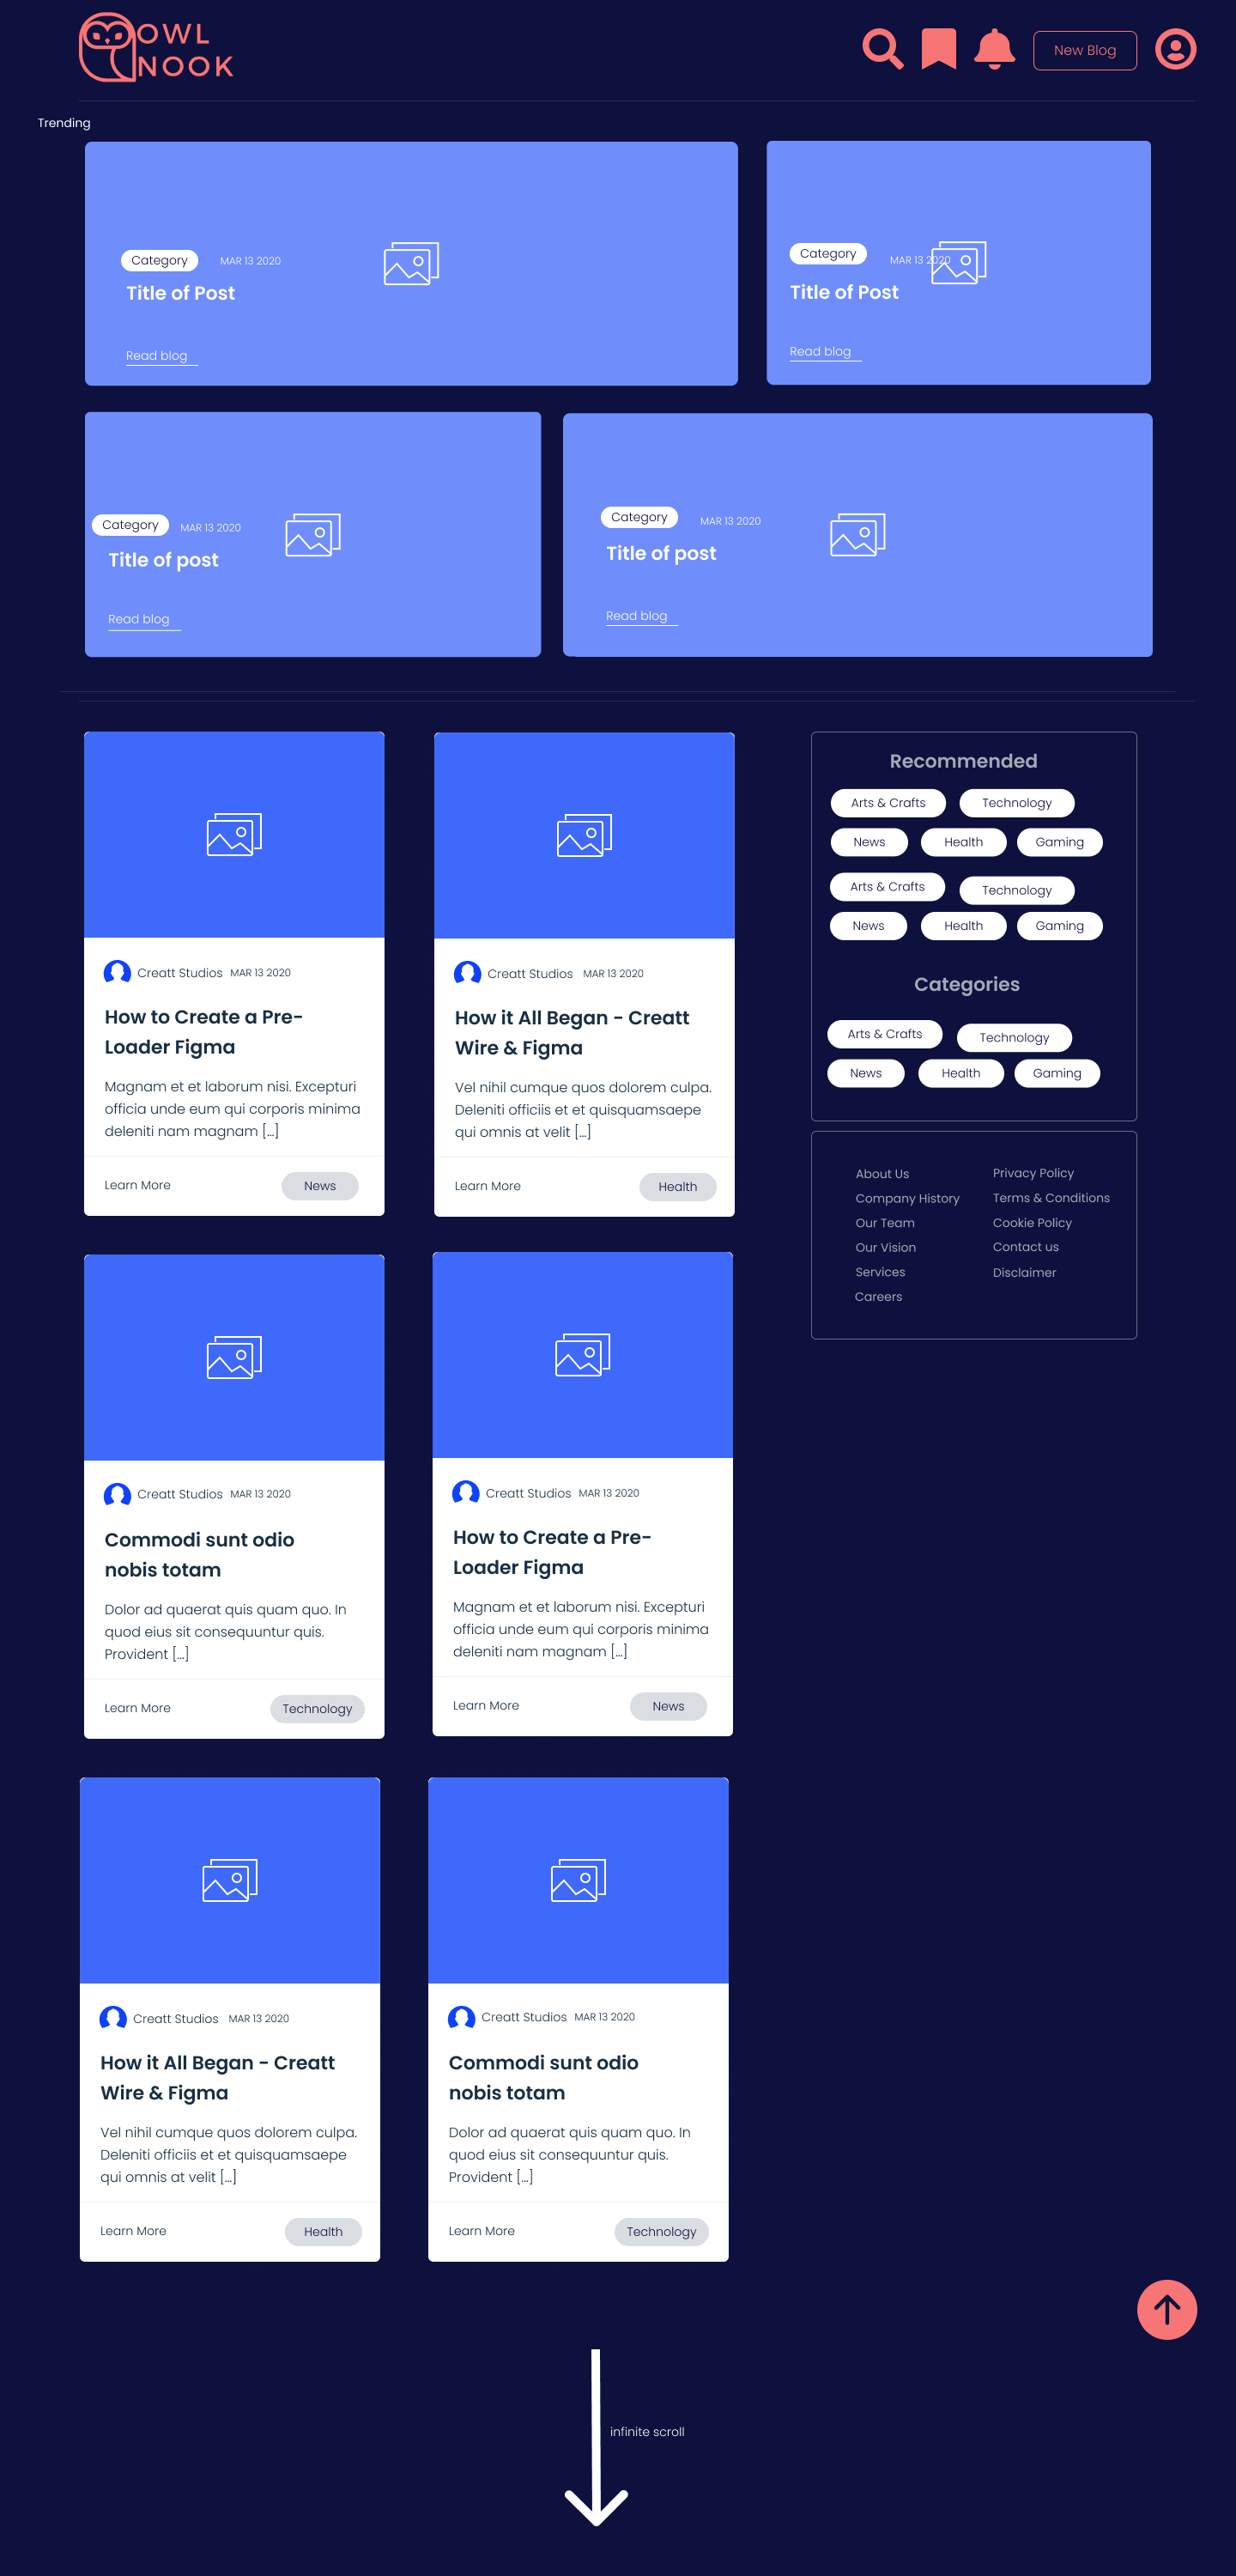 OWL
NOOK
New Blog
Trending
Category MAR 13 2020
Title of Post
Read blog
Category MAR 13 2020
Title of Post
Read blog
Category MAR 13 2020
Title of post
Read blog
Category MAR 13 2020
Title of post
Read blog
Creatt Studios MAR 13 2020
How to Create a Pre-
Loader Figma
Magnam et et laborum nisi. Excepturi
officia unde eum qui corporis minima
deleniti nam magnam [...]
Learn More News
Creatt Studios MAR 13 2020
How it All Began - Creatt
Wire & Figma
Vel nihil cumque quos dolorem culpa.
Deleniti officiis et et quisquamsaepe
qui omnis at velit [...]
Learn More Health
Recommended
Arts & Crafts Technology
News Health Gaming
Arts & Crafts Technology
News Health Gaming
Categories
Arts & Crafts Technology
News Health Gaming
About Us
Company History
Our Team
Our Vision
Services
Careers
Privacy Policy
Terms & Conditions
Cookie Policy
Contact us
Disclaimer
Creatt Studios MAR 13 2020
Commodi sunt odio
nobis totam
Dolor ad quaerat quis quam quo. In
quod eius sit consequuntur quis.
Provident [...]
Learn More Technology
Creatt Studios MAR 13 2020
How to Create a Pre-
Loader Figma
Magnam et et laborum nisi. Excepturi
officia unde eum qui corporis minima
deleniti nam magnam [...]
Learn More News
Creatt Studios MAR 13 2020
How it All Began - Creatt
Wire & Figma
Vel nihil cumque quos dolorem culpa.
Deleniti officiis et et quisquamsaepe
qui omnis at velit [...]
Learn More Health
Creatt Studios MAR 13 2020
Commodi sunt odio
nobis totam
Dolor ad quaerat quis quam quo. In
quod eius sit consequuntur quis.
Provident [...]
Learn More Technology
infinite scroll